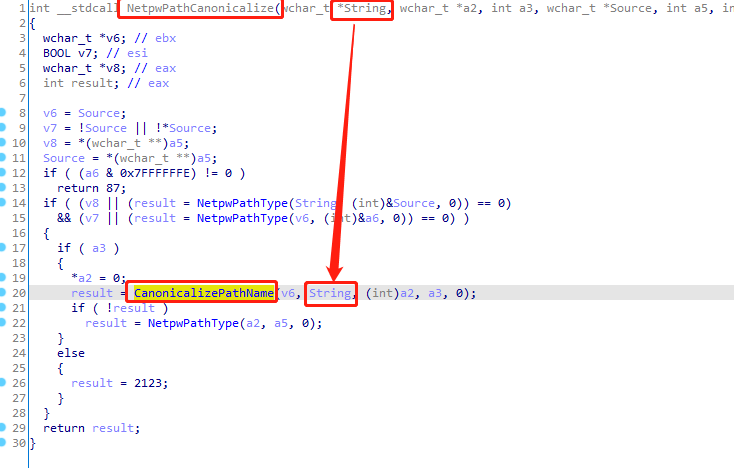 1 int __stdcall NetpwPathCanonicalize(wchar_t *String, wchar_t *a2, int a3, wchar_t *Source, int a5, in
2 {
3 wchar_t *v6; // ebx
4 BOOL v7; // esi
5 wchar_t *v8; // eax
6 int result; // eax
7
8 v6 = Source;
9 v7 = !Source || !*Source;
10 v8 = *(wchar_t **)a5;
11 Source = *(wchar_t **)a5;
12 if ( (a6 & 0x7FFFFFFE) != 0 )
13 return 87;
14 if ( (v8 || (result = NetpwPathType(String, (int)&Source, 0)) == 0)
15 && (v7 || (result = NetpwPathType(v6, (int)&a6, 0)) == 0) )
16 {
17 if ( a3 )
18 {
19 *a2 = 0;
20 result = CanonicalizePathName(v6, String, (int)a2, a3, 0);
21 if ( !result )
22 result = NetpwPathType(a2, a5, 0);
23 }
24 else
25 {
26 result = 2123;
27 }
28 }
29 return result;
30 }